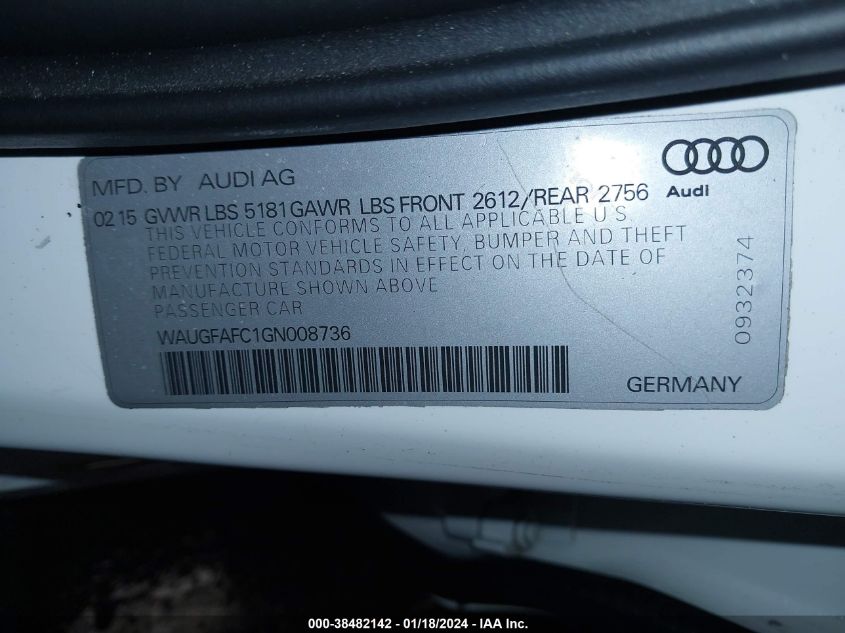 MFD. BY AUDI AG
Audi
02 15 GVWR LBS 5181 GAWR LBS FRONT 2612/REAR 2756
THIS VEHICLE CONFORMS TO ALL APPLICABLE U.S.
FEDERAL MOTOR VEHICLE SAFETY, BUMPER AND THEFT
PREVENTION STANDARDS IN EFFECT ON THE DATE OF
MANUFACTURE SHOWN ABOVE
PASSENGER CAR
WAUGFAFC1GN008736
GERMANY
0932374
000-38482142 - 01/18/2024 - IAA Inc.